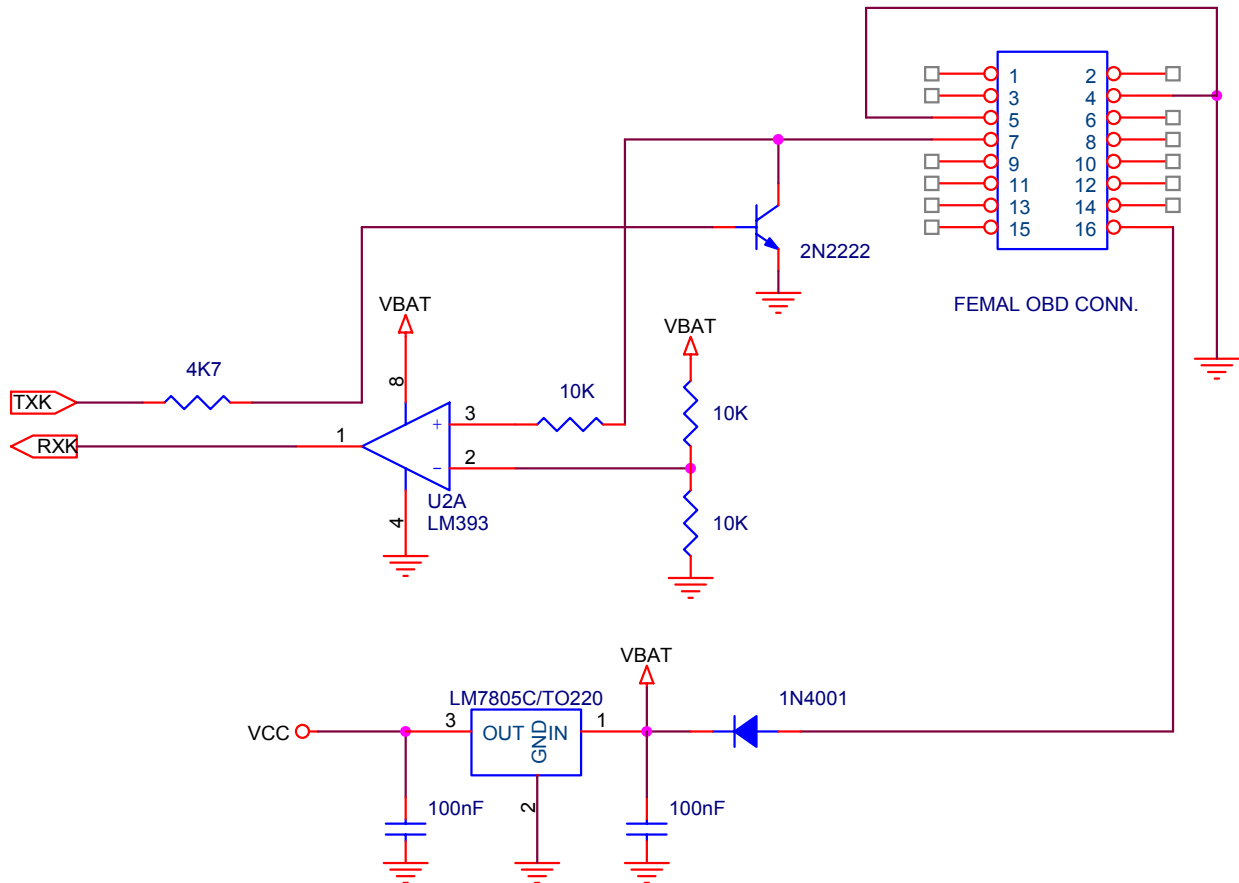 1 2
3 4
5 6
7 8
9 10
11 12
13 14
15 16
FEMAL OBD CONN.
2N2222
VBAT
VBAT
4K7
8
10K
10K
TXK
3
+
1
RXK
2
-
U2A
LM393
4
10K
VBAT
LM7805C/TO220
1N4001
VCC
3
OUT
GND
IN
1
2
100nF
100nF